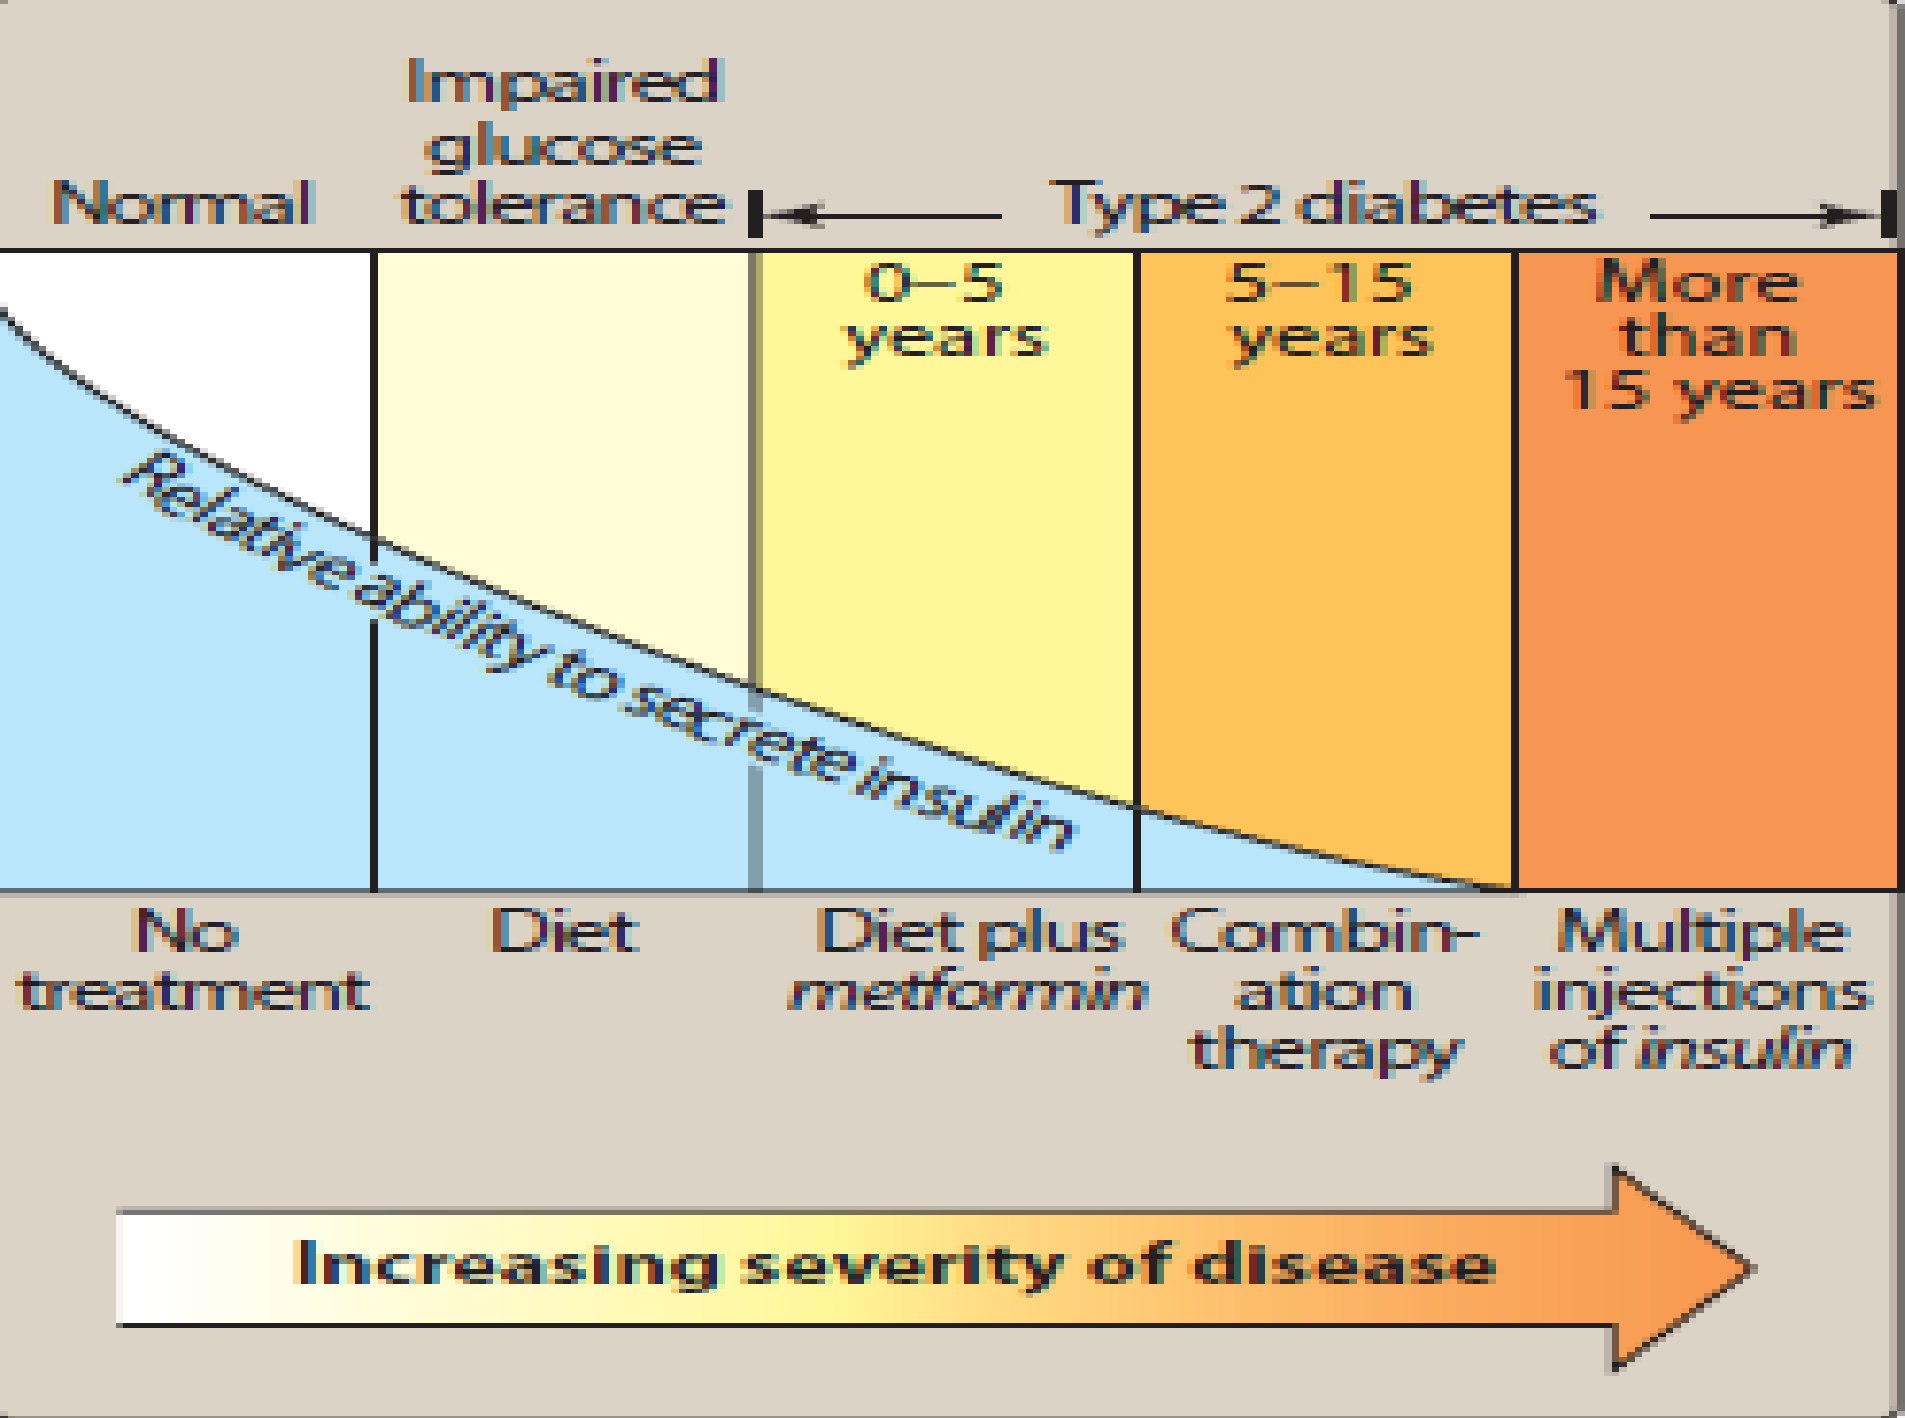 Normal
Impaired
glucose
tolerance
Type 2 diabetes
0–5
years
5–15
years
More
than
15 years
Relative ability to secrete insulin
No
treatment
Diet
Diet plus
metformin
Combin-
ation
therapy
Multiple
injections
of insulin
Increasing severity of disease